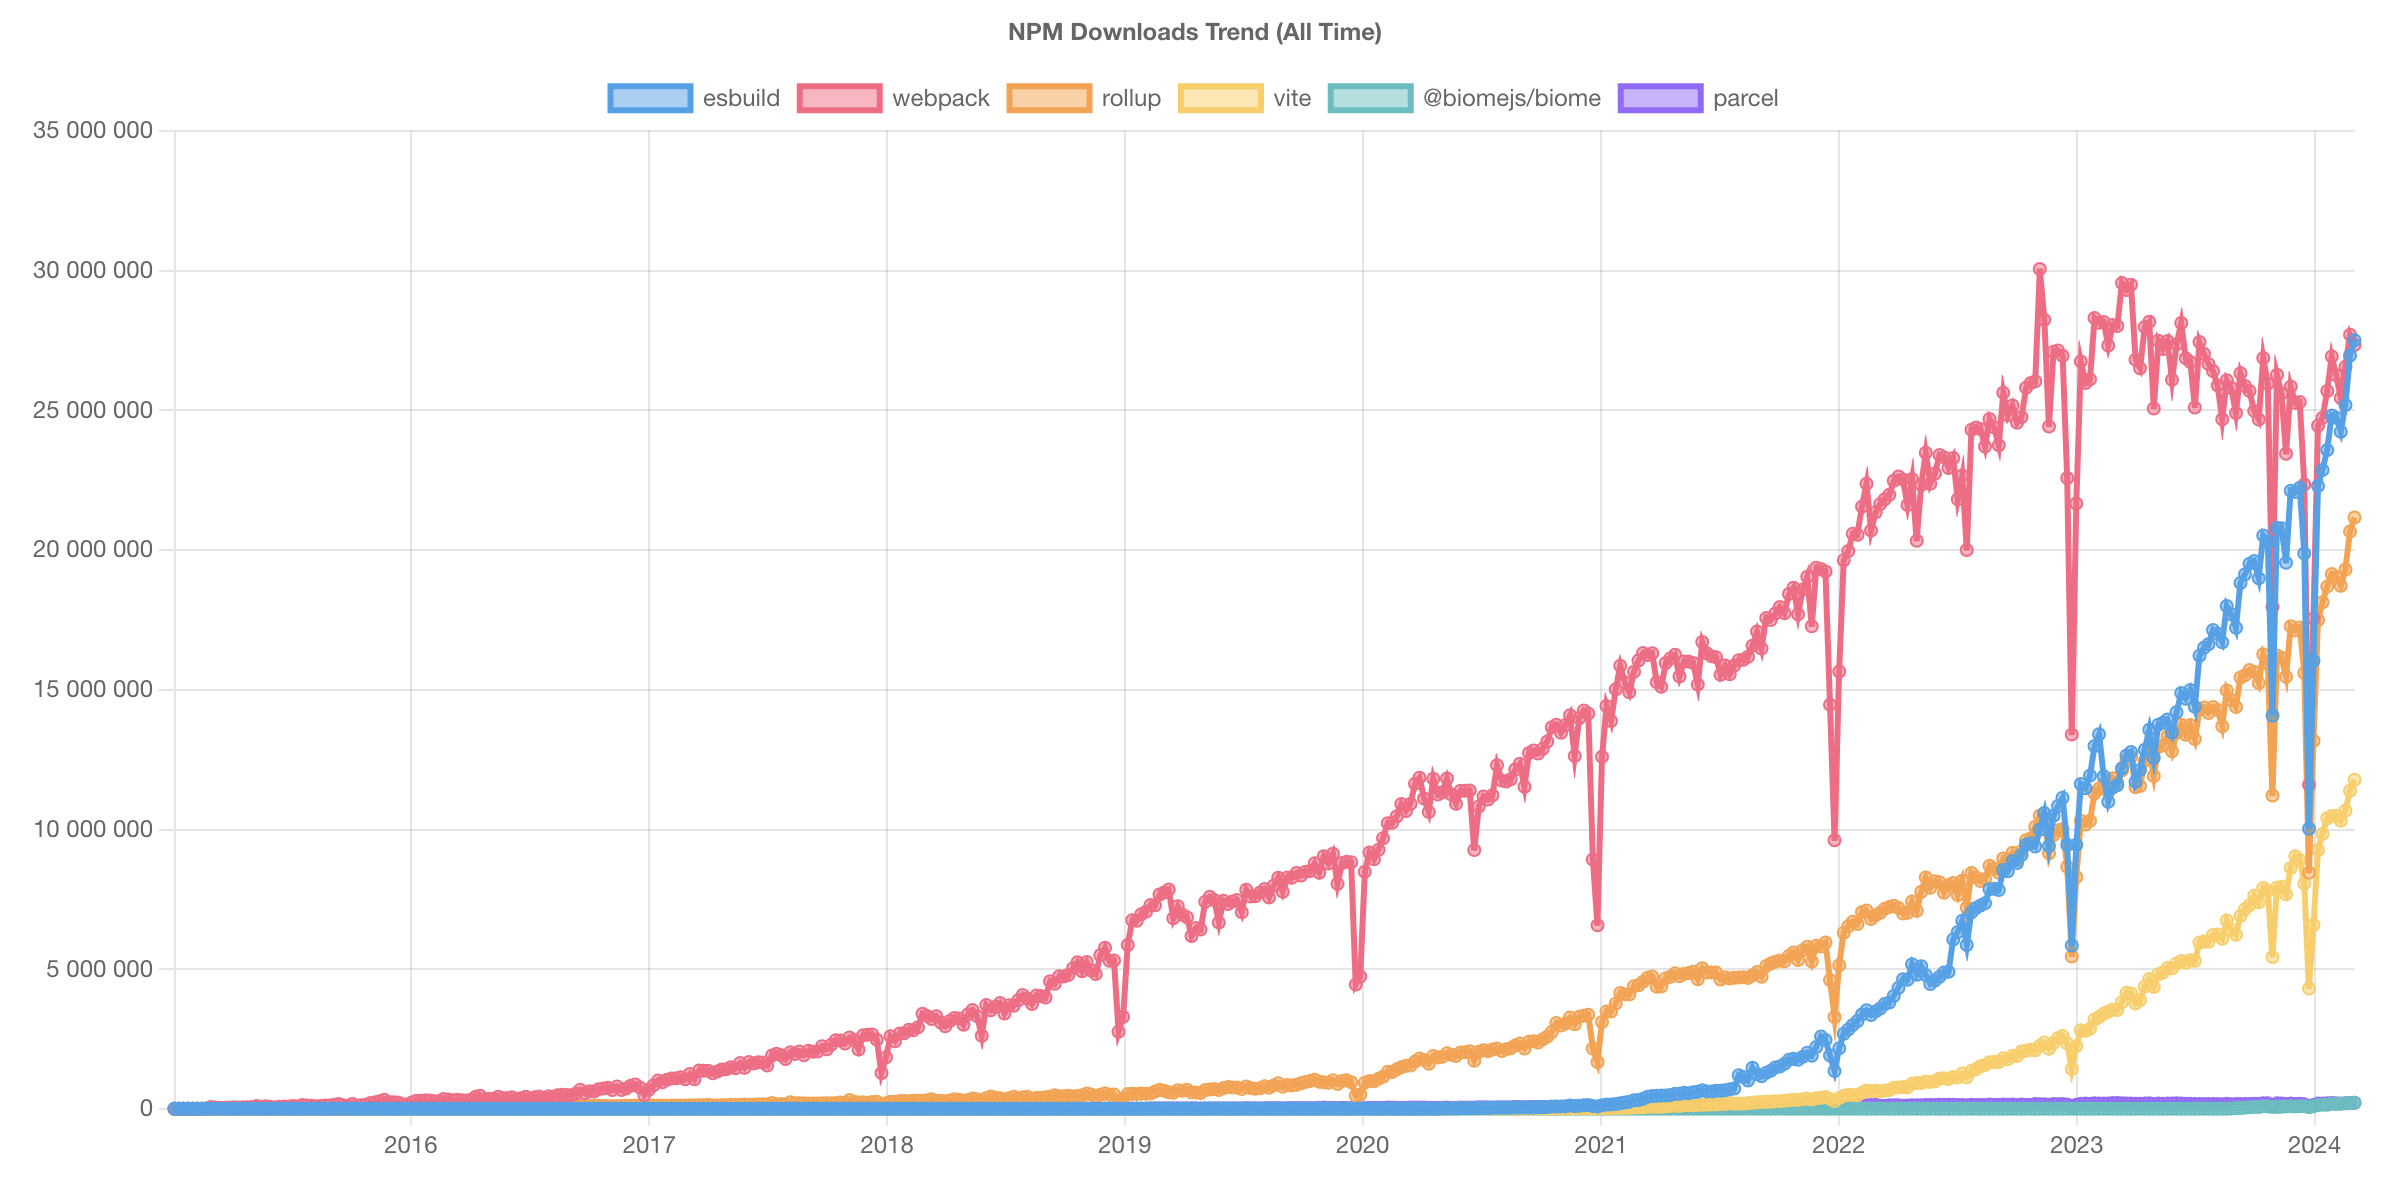 NPM Downloads Trend (All Time)
esbuild webpack rollup vite @biomejs/biome parcel
35 000 000
30 000 000
25 000 000
20 000 000
15 000 000
10 000 000
5 000 000
0
2016 2017 2018 2019 2020 2021 2022 2023 2024